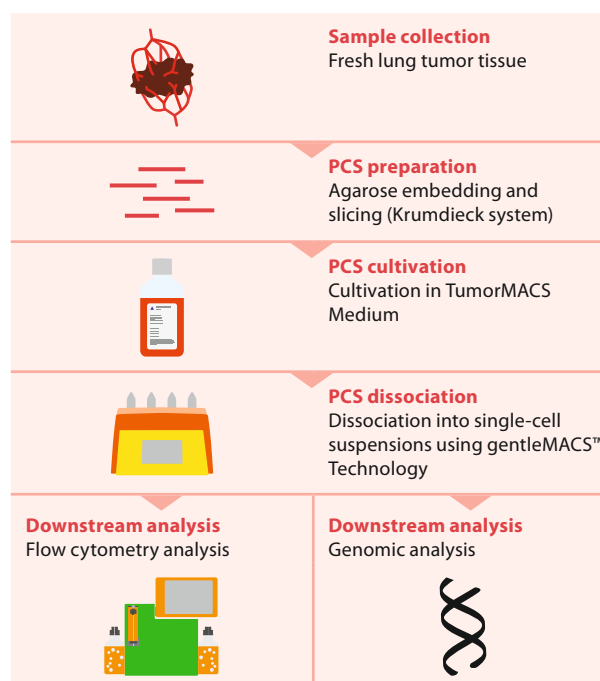 Sample collection
Fresh lung tumor tissue
PCS preparation
Agarose embedding and
slicing (Krumdieck system)
PCS cultivation
Cultivation in TumorMACS
Medium
PCS dissociation
Dissociation into single-cell
suspensions using gentleMACS™
Technology
Downstream analysis
Flow cytometry analysis
Downstream analysis
Genomic analysis